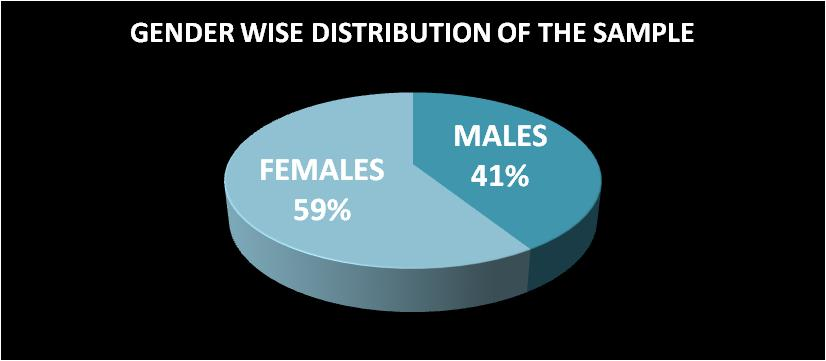 GENDER WISE DISTRIBUTION OF THE SAMPLE
MALES
41%
FEMALES
59%